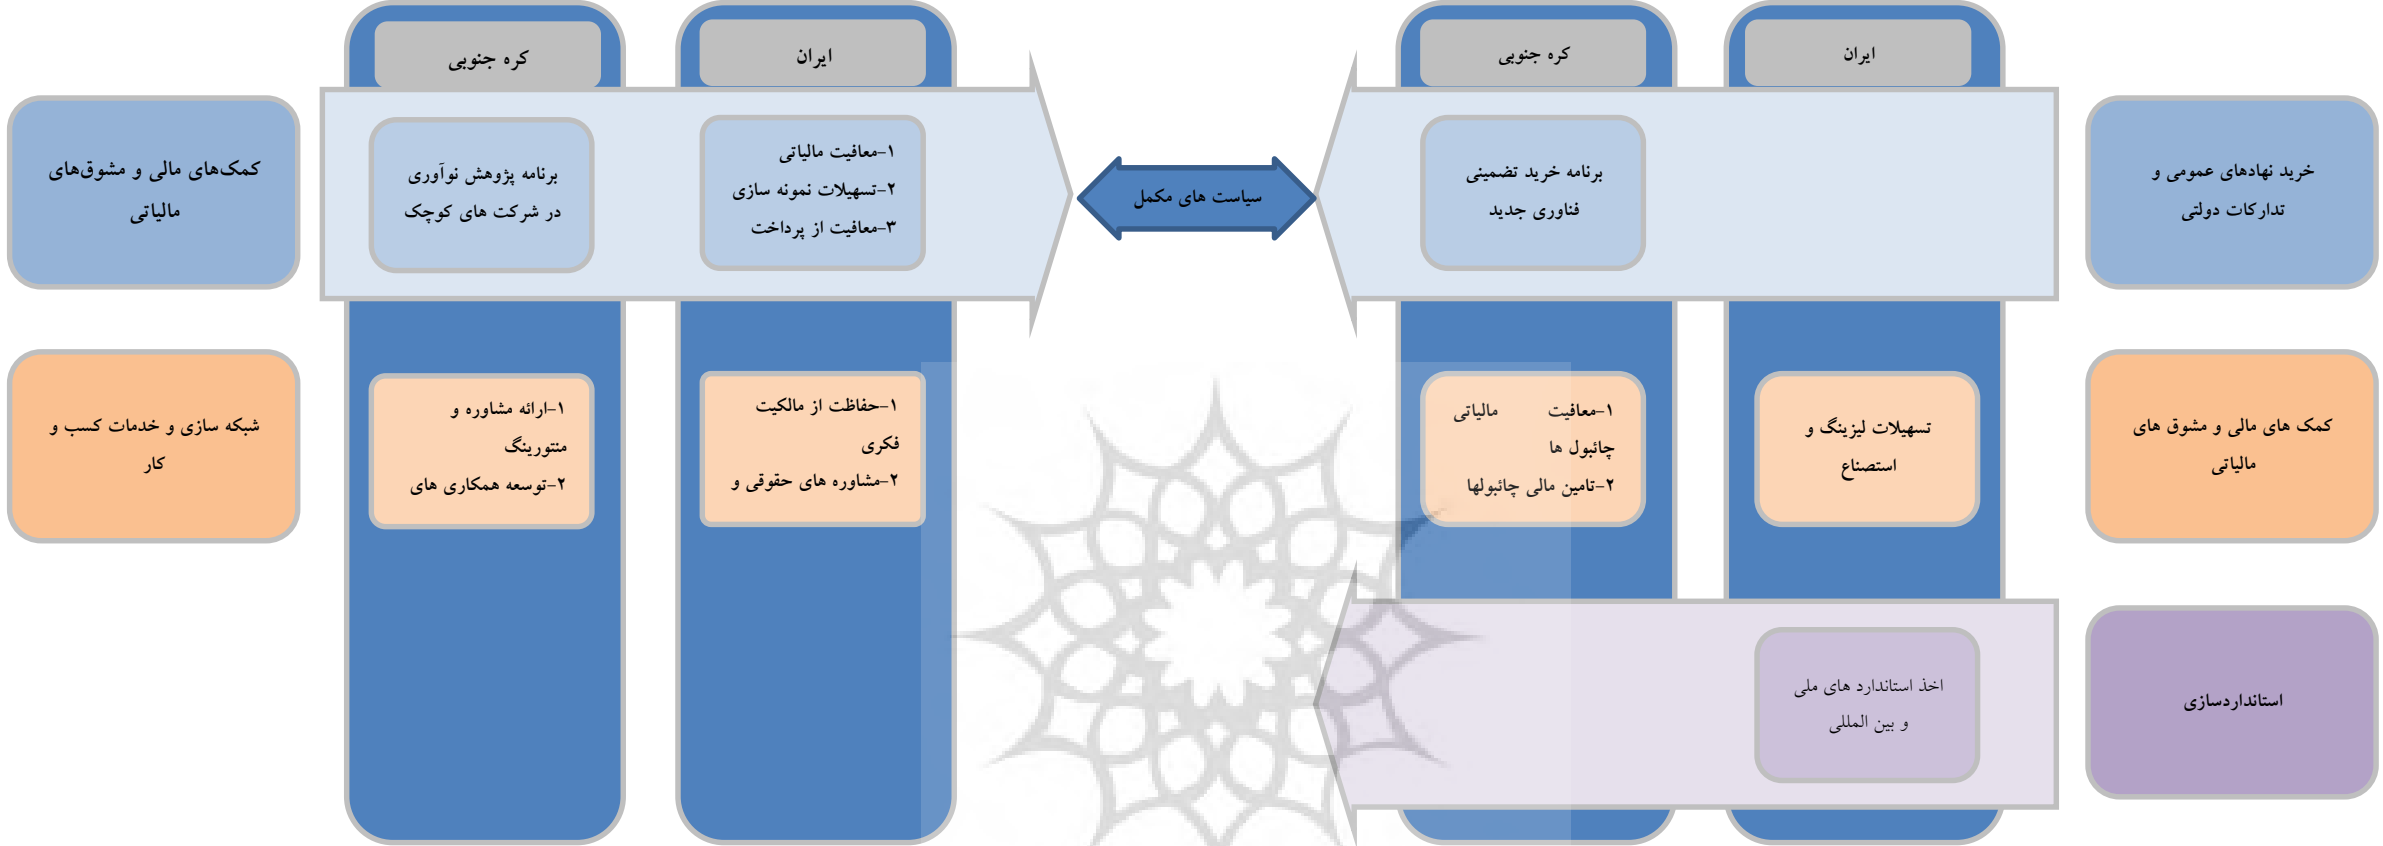 ایران
کره جنوبی
ایران
کره جنوبی
خرید نهادهای عمومی و
تدارکات دولتی
برنامه خرید تضمینی
فناوری جدید
سیاست های مکمل
۱-معافیت مالیاتی
۲-تسهیلات نمونه سازی
۳-معافیت از پرداخت
برنامه پژوهش نوآوری
در شرکت های کوچک
کمک‌های مالی و مشوق‌های
مالیاتی
کمک های مالی و مشوق های
مالیاتی
تسهیلات لیزینگ و
استصناع
۱-معافیت مالیاتی
چائبول ها
۲-تامین مالی چائبولها
۱-حفاظت از مالکیت
فکری
۲-مشاوره های حقوقی و
۱-ارائه مشاوره و
منتورینگ
۲-توسعه همکاری های
شبکه سازی و خدمات کسب و
کار
استانداردسازی
اخذ استاندارد های ملی
و بین المللی